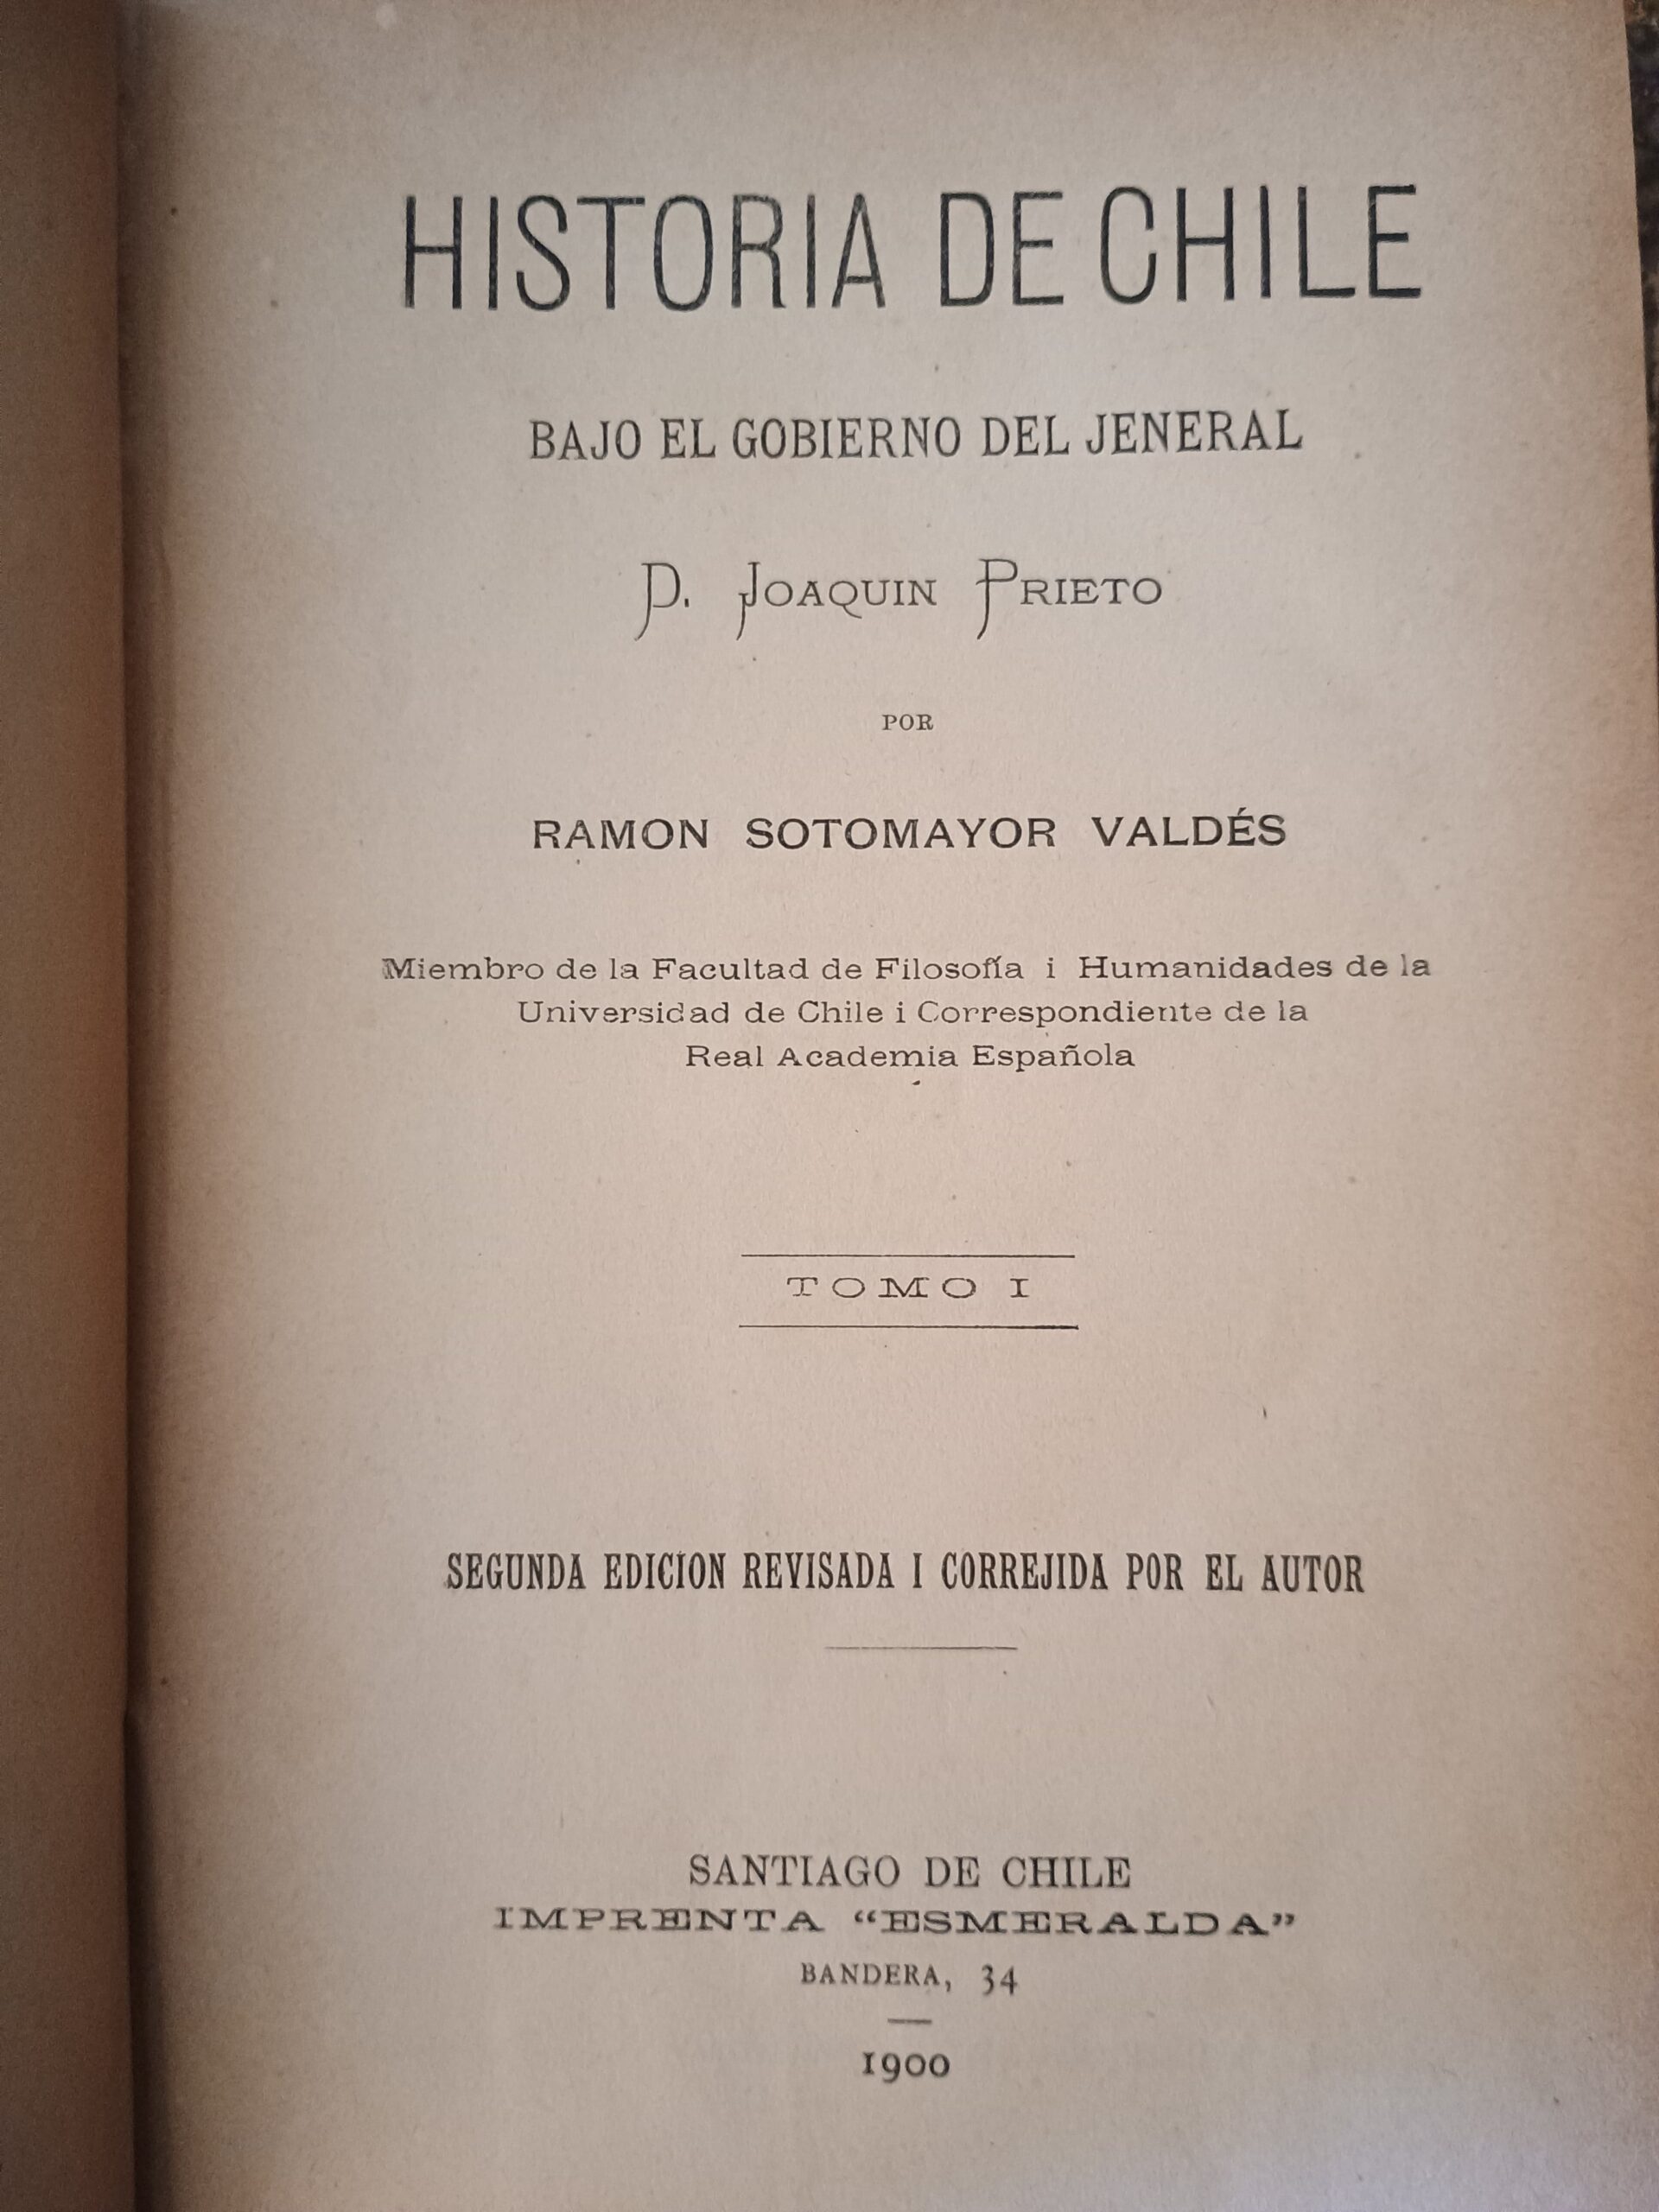 HISTORIA DE CHILE
BAJO EL GOBIERNO DEL JENERAL
D. JOAQUIN PRIETO
POR
RAMON SOTOMAYOR VALDÉS
Miembro de la Facultad de Filosofía i Humanidades de la
Universidad de Chile i Correspondiente de la
Real Academia Española
TOMO I
SEGUNDA EDICION REVISADA I CORREJIDA POR EL AUTOR
SANTIAGO DE CHILE
IMPRENTA “ESMERALDA”
BANDERA, 34
1900